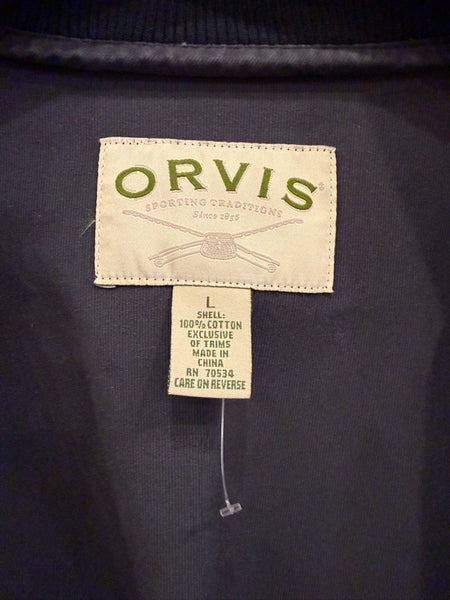 ORVIS®
SPORTING TRADITIONS
Since 1856
L
SHELL:
100% COTTON
EXCLUSIVE
OF TRIMS
MADE IN
CHINA
RN 70534
CARE ON REVERSE